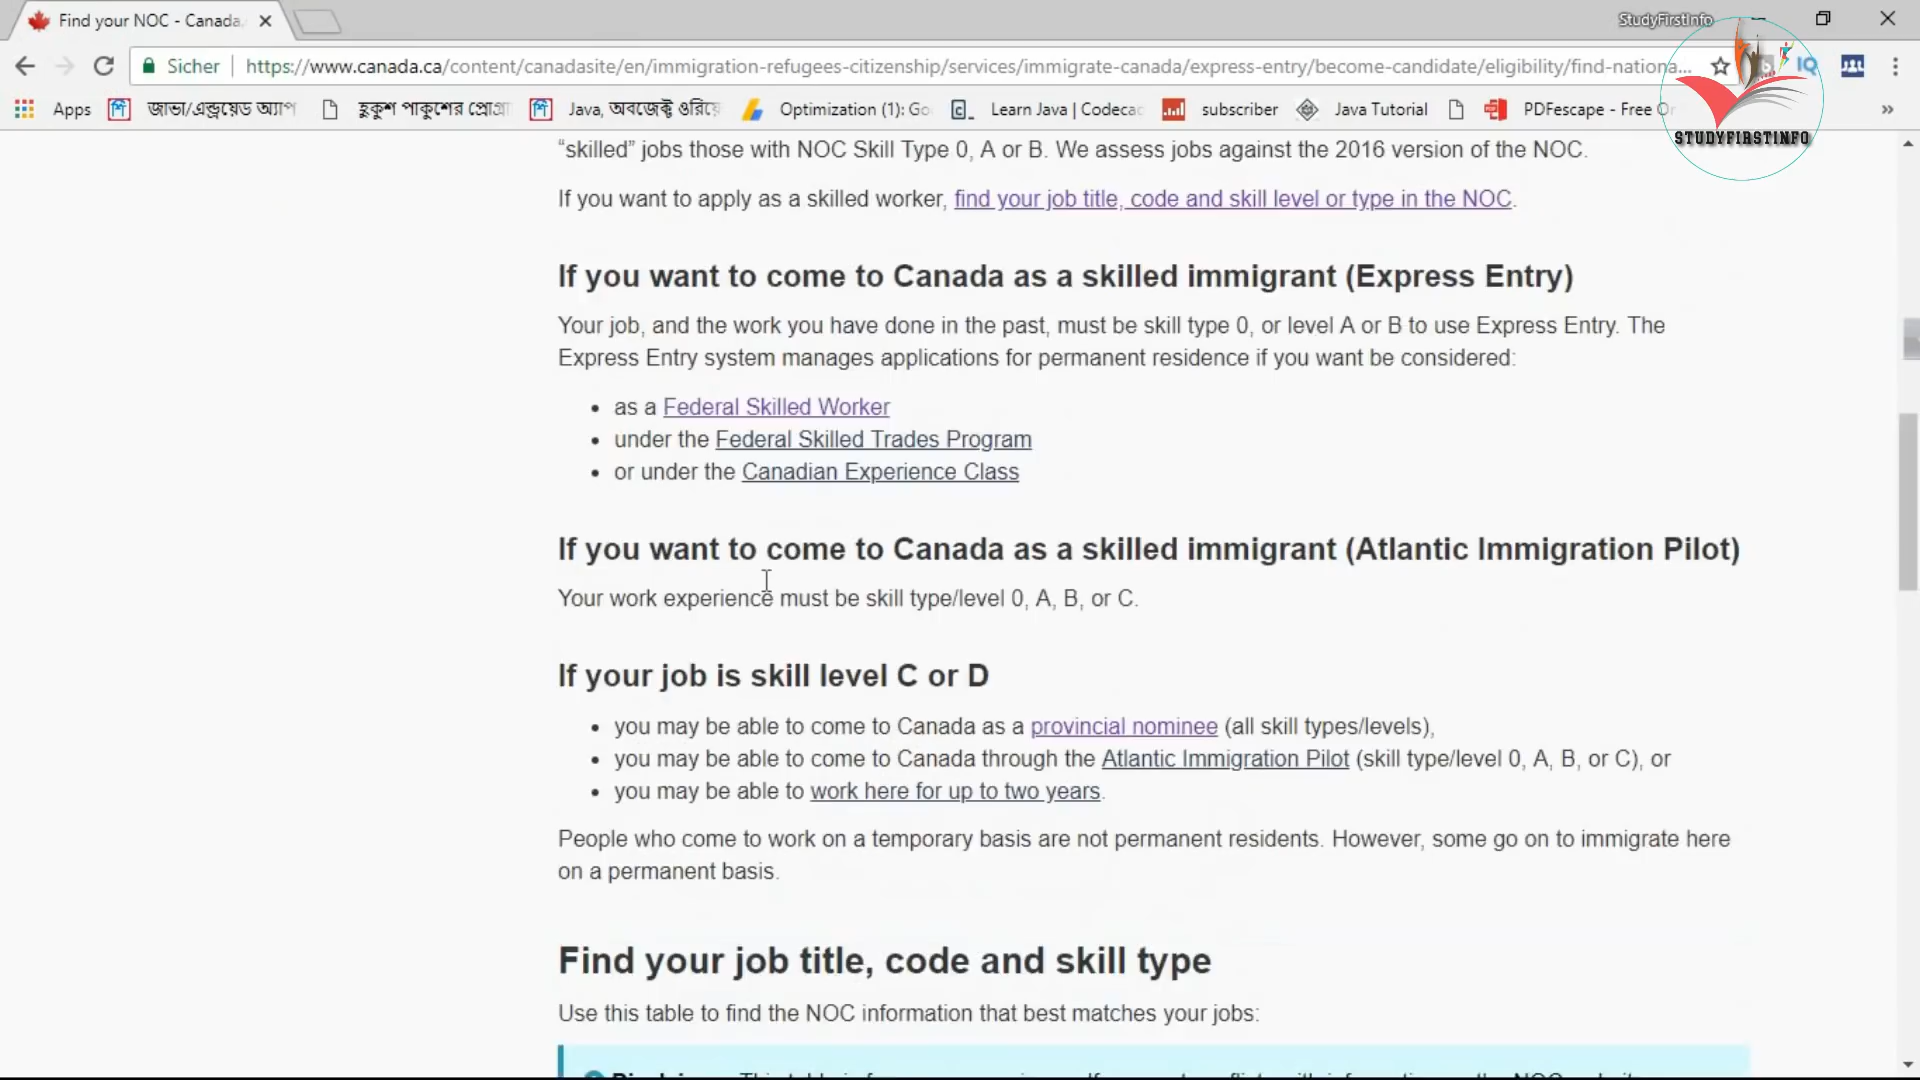 Find your NOC - Canada.
StudyFirstInfo
Sicher
https://www.canada.ca/content/canadasite/en/immigration-refugees-citizenship/services/immigrate-canada/express-entry/become-candidate/eligibility/find-nationa...
Apps জাভা/এন্ড্রয়েড অ্যাপ হুকুশ পাকুশের প্রোগ্রা Java, অবজেক্ট ওরিয়ে Optimization (1): Go Learn Java | Codecac subscriber Java Tutorial PDFescape - Free Or
STUDYFIRSTINFO
“skilled” jobs those with NOC Skill Type 0, A or B. We assess jobs against the 2016 version of the NOC.
If you want to apply as a skilled worker, find your job title, code and skill level or type in the NOC.
If you want to come to Canada as a skilled immigrant (Express Entry)
Your job, and the work you have done in the past, must be skill type 0, or level A or B to use Express Entry. The
Express Entry system manages applications for permanent residence if you want be considered:
as a Federal Skilled Worker
under the Federal Skilled Trades Program
or under the Canadian Experience Class
If you want to come to Canada as a skilled immigrant (Atlantic Immigration Pilot)
Your work experience must be skill type/level 0, A, B, or C.
If your job is skill level C or D
you may be able to come to Canada as a provincial nominee (all skill types/levels),
you may be able to come to Canada through the Atlantic Immigration Pilot (skill type/level 0, A, B, or C), or
you may be able to work here for up to two years.
People who come to work on a temporary basis are not permanent residents. However, some go on to immigrate here
on a permanent basis.
Find your job title, code and skill type
Use this table to find the NOC information that best matches your jobs: